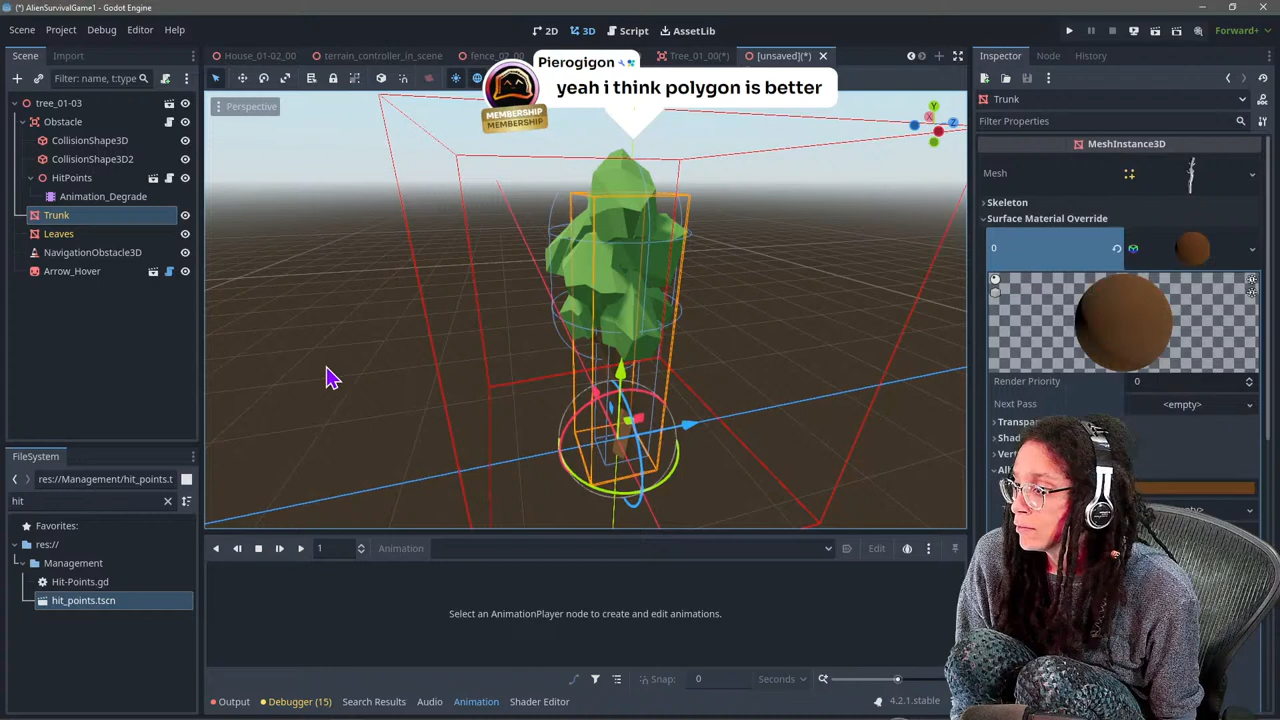 AlienSurvivalGame1 - Godot Engine
Scene Project Debug Editor Help
2D 3D Script AssetLib
Forward+
Scene Import
House_01-02_00 terrain_controller_in_scene fence_02_00 Tree_01_00(*) [unsaved](*)
Inspector Node History
Filter: name, t:type
Perspective
Pierogigon
yeah i think polygon is better
MEMBERSHIP
MEMBERSHIP
Y
X
Z
tree_01-03
Obstacle
CollisionShape3D
CollisionShape3D2
HitPoints
Animation_Degrade
Trunk
Leaves
NavigationObstacle3D
Arrow_Hover
Trunk
Filter Properties
MeshInstance3D
Mesh
Skeleton
Surface Material Override
0
Render Priority 0
Next Pass <empty>
Transpa
Shad
Vert
FileSystem
res://Management/hit_points.t
hit
Favorites:
res://
Management
Hit-Points.gd
hit_points.tscn
1 Animation Edit
Select an AnimationPlayer node to create and edit animations.
Snap: 0 Seconds
Output Debugger (15) Search Results Audio Animation Shader Editor
4.2.1.stable